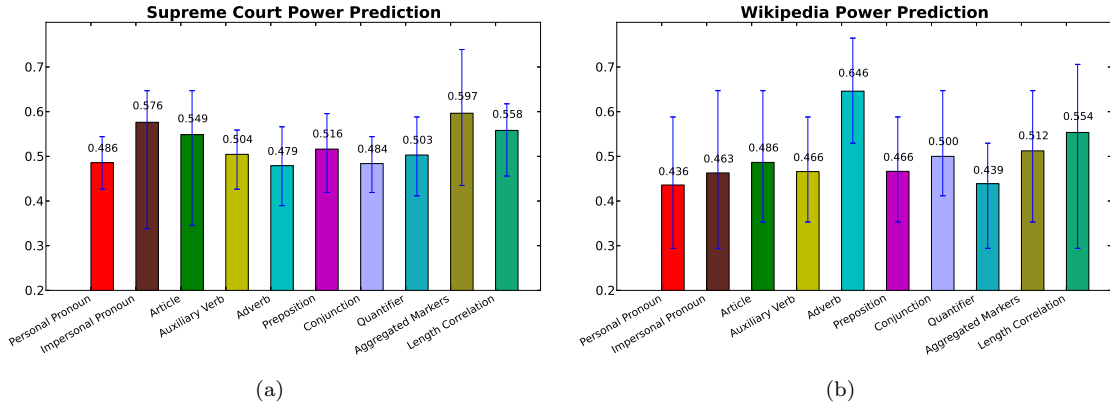 Supreme Court Power Prediction
0.7
0.6
0.5
0.4
0.3
0.2
0.486
0.576
0.549
0.504
0.479
0.516
0.484
0.503
0.597
0.558
Personal Pronoun
Impersonal Pronoun
Article
Auxiliary Verb
Adverb
Preposition
Conjunction
Quantifier
Aggregated Markers
Length Correlation
(a)
Wikipedia Power Prediction
0.7
0.6
0.5
0.4
0.3
0.2
0.436
0.463
0.486
0.466
0.646
0.466
0.500
0.439
0.512
0.554
Personal Pronoun
Impersonal Pronoun
Article
Auxiliary Verb
Adverb
Preposition
Conjunction
Quantifier
Aggregated Markers
Length Correlation
(b)